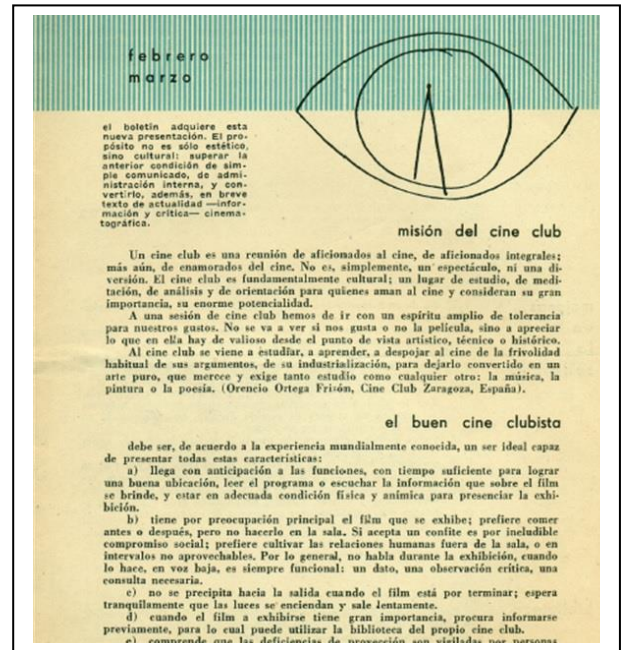 febrero
marzo
el boletín adquiere esta
nueva presentación. El pro-
pósito no es sólo estético,
sino cultural: superar la
anterior condición de sim-
ple comunicado, de admi-
nistración interna, y con-
vertirlo, además, en breve
texto de actualidad —infor-
mación y crítica— cinema-
tográfica.
misión del cine club
Un cine club es una reunión de aficionados al cine, de aficionados integrales;
más aún, de enamorados del cine. No es, simplemente, un espectáculo, ni una di-
versión. El cine club es fundamentalmente cultural; un lugar de estudio, de medi-
tación, de análisis y de orientación para quienes aman al cine y consideran su gran
importancia, su enorme potencialidad.
A una sesión de cine club hemos de ir con un espíritu amplio de tolerancia
para nuestros gustos. No se va a ver si nos gusta o no la película, sino a apreciar
lo que en ella hay de valioso desde el punto de vista artístico, técnico o histórico.
Al cine club se viene a estudiar, a aprender, a despojar al cine de la frivolidad
habitual de sus argumentos, de su industrialización, para dejarlo convertido en un
arte puro, que merece y exige tanto estudio como cualquier otro: la música, la
pintura o la poesía. (Orencio Ortega Frisón, Cine Club Zaragoza, España).
el buen cine clubista
debe ser, de acuerdo a la experiencia mundialmente conocida, un ser ideal capaz
de presentar todas estas características:
a) llega con anticipación a las funciones, con tiempo suficiente para lograr
una buena ubicación, leer el programa o escuchar la información que sobre el film
se brinde, y estar en adecuada condición física y anímica para presenciar la exhi-
bición.
b) tiene por preocupación principal el film que se exhibe; prefiere comer
antes o después, pero no hacerlo en la sala. Si acepta un confite es por ineludible
compromiso social; prefiere cultivar las relaciones humanas fuera de la sala, o en
intervalos no aprovechables. Por lo general, no habla durante la exhibición, cuando
lo hace, en voz baja, es siempre funcional: un dato, una observación crítica, una
consulta necesaria.
c) no se precipita hacia la salida cuando el film está por terminar; espera
tranquilamente que las luces se enciendan y sale lentamente.
d) cuando el film a exhibirse tiene gran importancia, procura informarse
previamente, para lo cual puede utilizar la biblioteca del propio cine club.
e) comprende que las deficiencias de proyección son vigiladas por personas